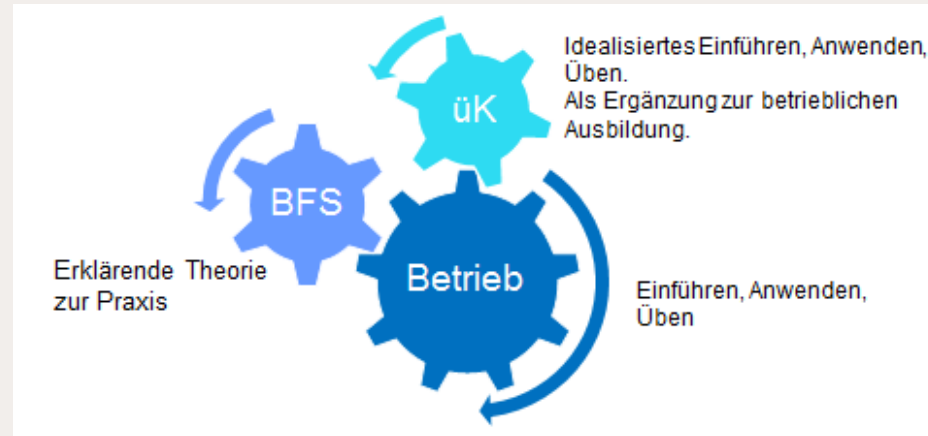 Idealisiertes Einführen, Anwenden,
Üben.
Als Ergänzung zur betrieblichen
Ausbildung.
üK
BFS
Erklärende Theorie
zur Praxis
Betrieb
Einführen, Anwenden,
Üben